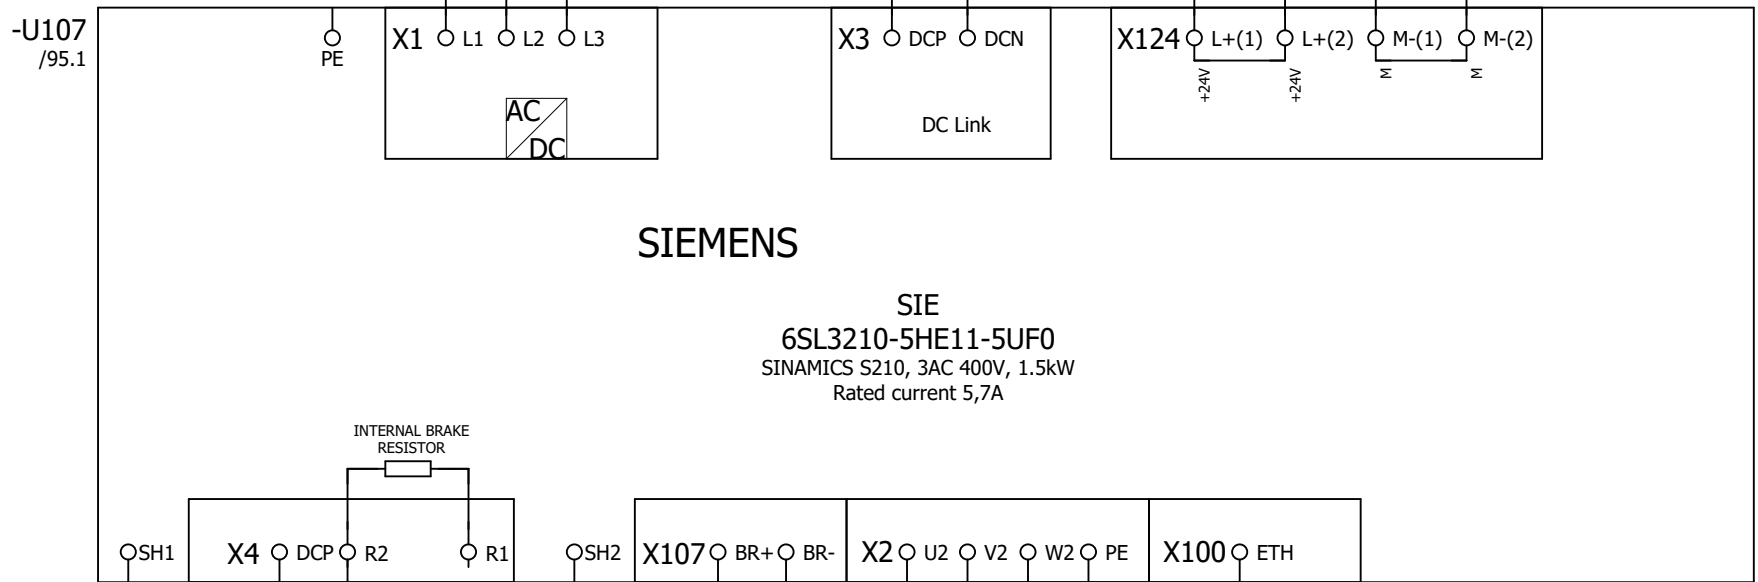 -U107
/95.1
PE
X1 L1 L2 L3
X3 DCP DCN
X124 L+(1) L+(2) M-(1) M-(2)
+24V +24V M M
AC
DC
DC Link
SIEMENS
SIE
6SL3210-5HE11-5UF0
SINAMICS S210, 3AC 400V, 1.5kW
Rated current 5,7A
INTERNAL BRAKE
RESISTOR
SH1 X4 DCP R2 R1 SH2 X107 BR+ BR- X2 U2 V2 W2 PE X100 ETH